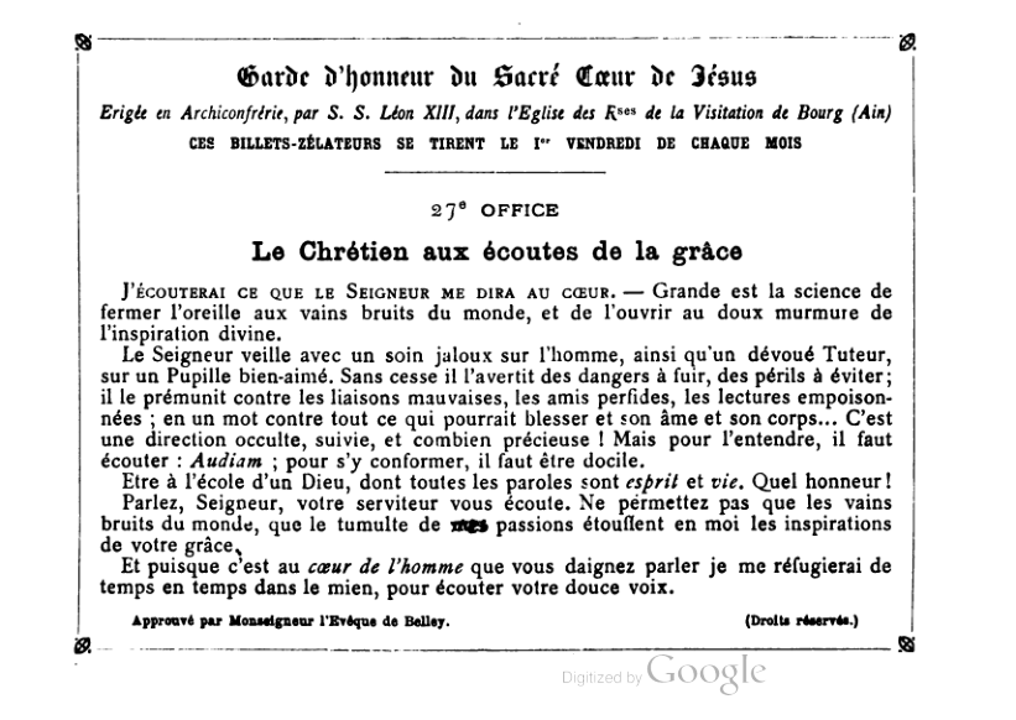 Garde d'honneur du Sacré Cœur de Jésus
Erigée en Archiconfrérie, par S. S. Léon XIII, dans l'Eglise des Rses de la Visitation de Bourg (Ain)
CES BILLETS-ZÉLATEURS SE TIRENT LE Ier VENDREDI DE CHAQUE MOIS
27e OFFICE
Le Chrétien aux écoutes de la grâce
J'ÉCOUTERAI CE QUE LE SEIGNEUR ME DIRA AU CŒUR. — Grande est la science de
fermer l'oreille aux vains bruits du monde, et de l'ouvrir au doux murmure de
l'inspiration divine.
Le Seigneur veille avec un soin jaloux sur l'homme, ainsi qu'un dévoué Tuteur,
sur un Pupille bien-aimé. Sans cesse il l'avertit des dangers à fuir, des périls à éviter;
il le prémunit contre les liaisons mauvaises, les amis perfides, les lectures empoison-
nées ; en un mot contre tout ce qui pourrait blesser et son âme et son corps... C'est
une direction occulte, suivie, et combien précieuse ! Mais pour l'entendre, il faut
écouter : Audiam ; pour s'y conformer, il faut être docile.
Etre à l'école d'un Dieu, dont toutes les paroles sont esprit et vie. Quel honneur!
Parlez, Seigneur, votre serviteur vous écoute. Ne permettez pas que les vains
bruits du monde, que le tumulte de mes passions étouffent en moi les inspirations
de votre grâce.
Et puisque c'est au cœur de l'homme que vous daignez parler je me réfugierai de
temps en temps dans le mien, pour écouter votre douce voix.
Approuvé par Monseigneur l'Evêque de Belley. (Droits réservés.)
Digitized by Google